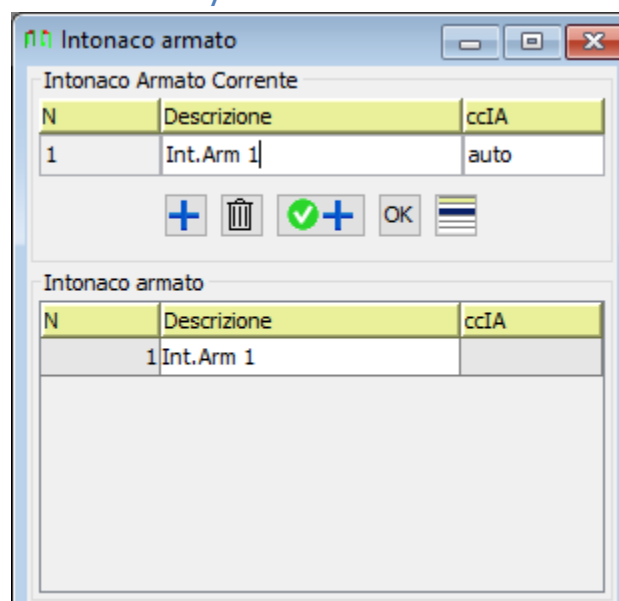 Intonaco armato
Intonaco Armato Corrente
N Descrizione ccIA
1 Int.Arm 1 auto
OK
Intonaco armato
N Descrizione ccIA
1 Int.Arm 1